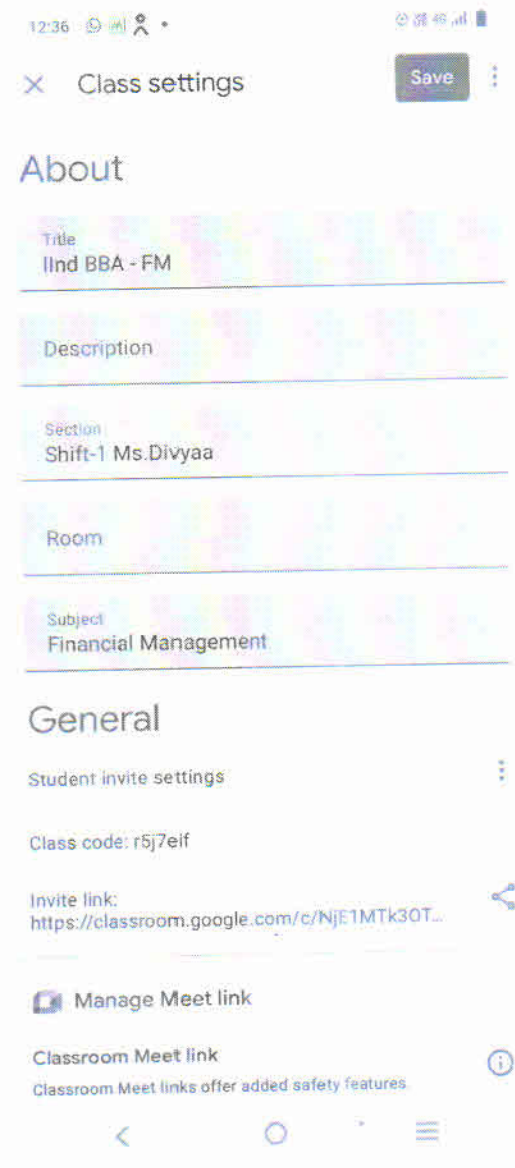 12:36
Class settings
Save
About
Title
IInd BBA - FM
Description
Section
Shift-1 Ms.Divyaa
Room
Subject
Financial Management
General
Student invite settings
Class code: r5j7eif
Invite link:
https://classroom.google.com/c/NjE1MTk3OT...
Manage Meet link
Classroom Meet link
Classroom Meet links offer added safety features